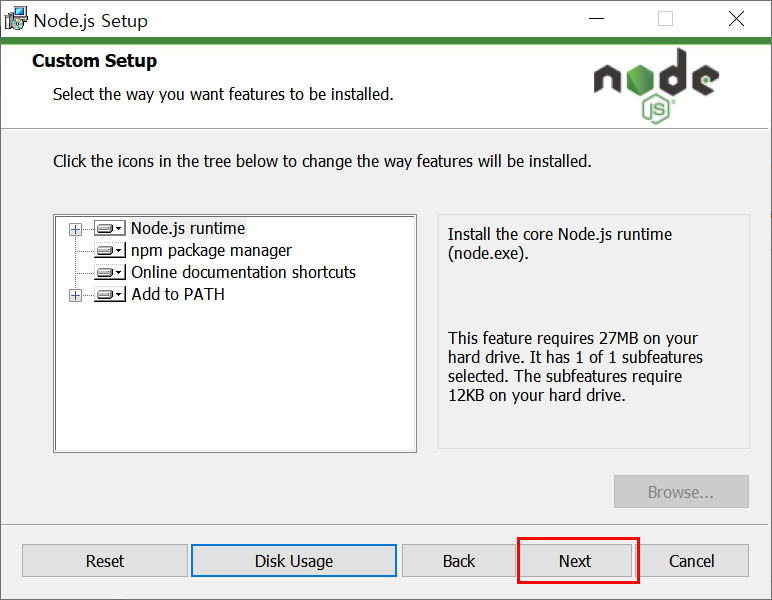 Node.js Setup
Custom Setup
Select the way you want features to be installed.
node
JS
Click the icons in the tree below to change the way features will be installed.
Node.js runtime
npm package manager
Online documentation shortcuts
Add to PATH
Install the core Node.js runtime
(node.exe).
This feature requires 27MB on your
hard drive. It has 1 of 1 subfeatures
selected. The subfeatures require
12KB on your hard drive.
Browse...
Reset
Disk Usage
Back
Next
Cancel